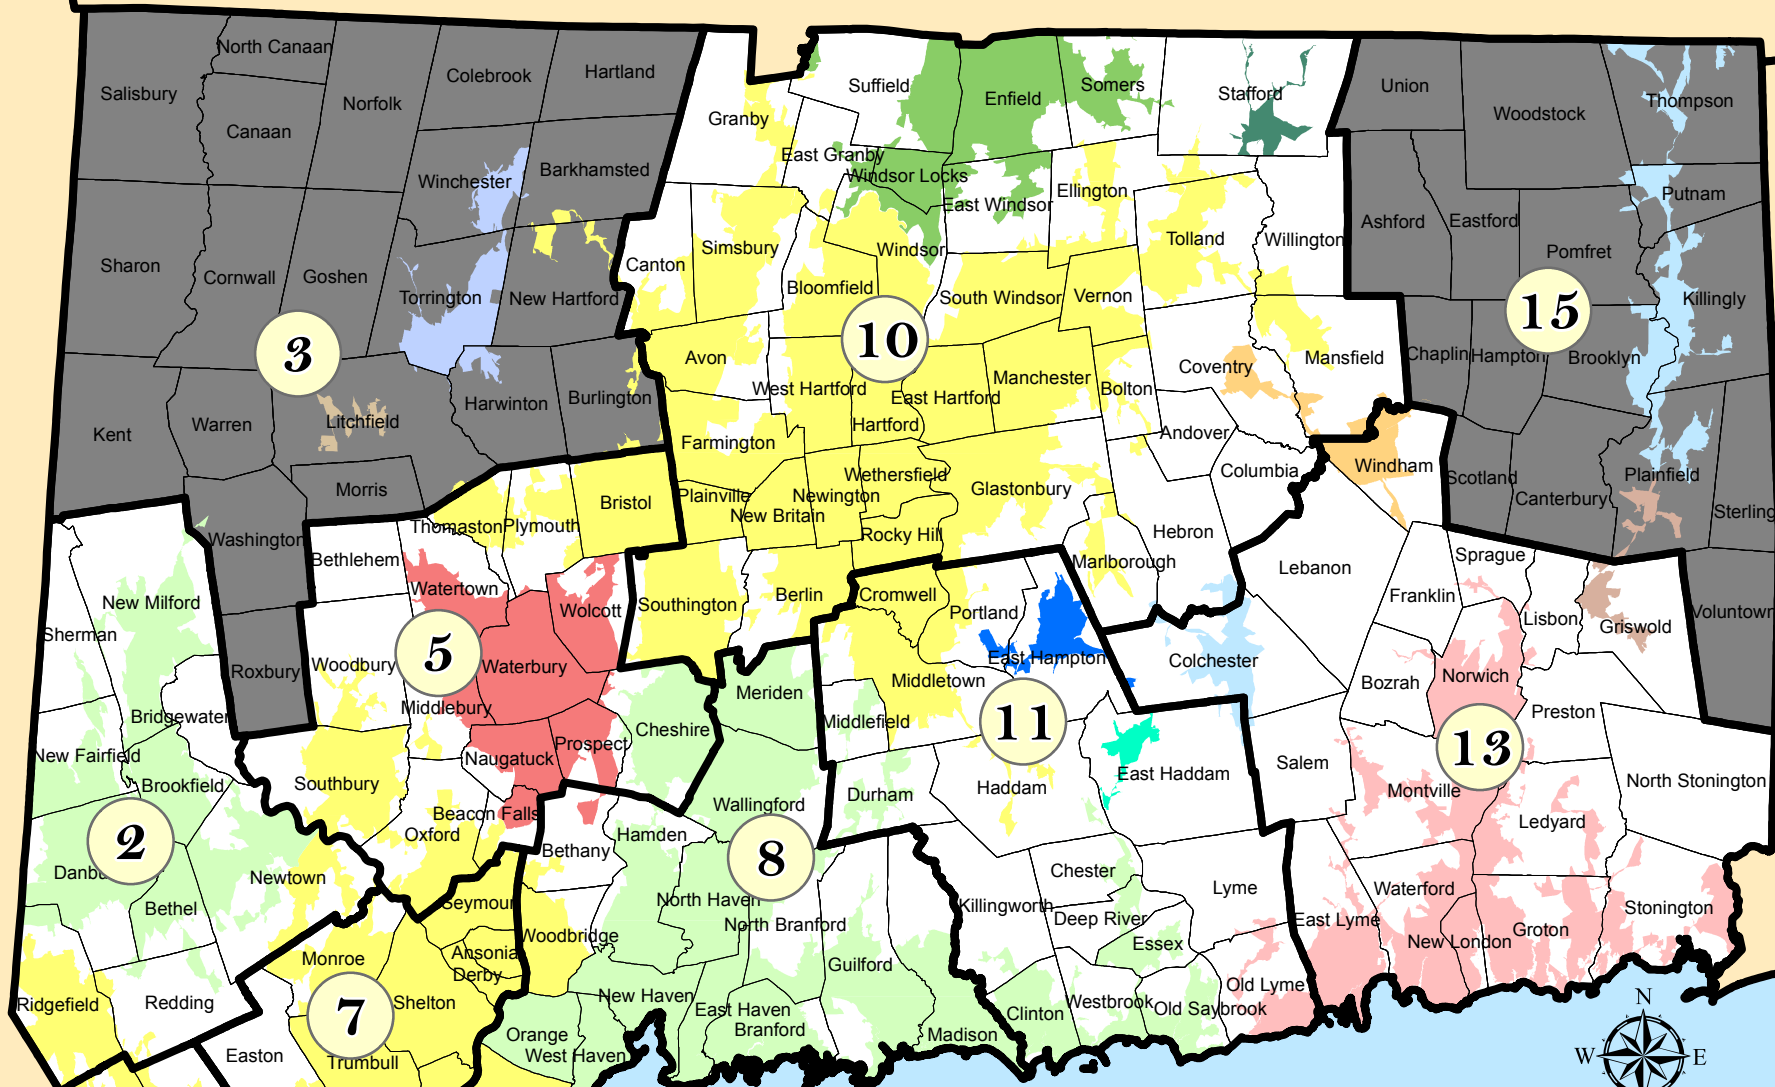 North Canaan
Colebrook
Hartland
Salisbury
Norfolk
Canaan
Suffield
Enfield
Somers
Stafford
Union
Woodstock
Thompson
Granby
East Granby
Windsor Locks
Winchester
Barkhamsted
Ellington
East Windsor
Putnam
Ashford
Eastford
Pomfret
Sharon
Cornwall
Goshen
Torrington
New Hartford
Canton
Simsbury
Windsor
Tolland
Willington
Bloomfield
South Windsor
Vernon
Killingly
15
3
10
Avon
West Hartford
East Hartford
Manchester
Bolton
Coventry
Mansfield
Chaplin
Hampton
Brooklyn
Kent
Warren
Litchfield
Harwinton
Burlington
Farmington
Hartford
Andover
Columbia
Windham
Scotland
Canterbury
Plainfield
Sterling
Morris
Bristol
Plainville
Wethersfield
Newington
New Britain
Glastonbury
Rocky Hill
Hebron
Washington
Thomaston
Plymouth
Bethlehem
Watertown
Wolcott
Southington
Berlin
Cromwell
Portland
Marlborough
Lebanon
Sprague
Franklin
Lisbon
Griswold
Voluntown
New Milford
Sherman
Roxbury
Woodbury
5
Waterbury
Middlebury
Cheshire
Meriden
Middletown
East Hampton
Colchester
Bozrah
Norwich
Preston
Bridgewater
New Fairfield
Brookfield
Southbury
Naugatuck
Prospect
Middlefield
11
East Haddam
Salem
13
Montville
North Stonington
Ledyard
2
Bethel
Newtown
Oxford
Beacon Falls
Bethany
Hamden
Wallingford
8
Durham
Haddam
Chester
Lyme
Killingworth
Deep River
Essex
East Lyme
Waterford
New London
Groton
Stonington
Ridgefield
Redding
Monroe
Seymour
Ansonia
Derby
Woodbridge
North Haven
North Branford
Guilford
7
Shelton
Easton
Trumbull
Orange
West Haven
New Haven
East Haven
Branford
Madison
Clinton
Westbrook
Old Saybrook
Old Lyme
N
W
E